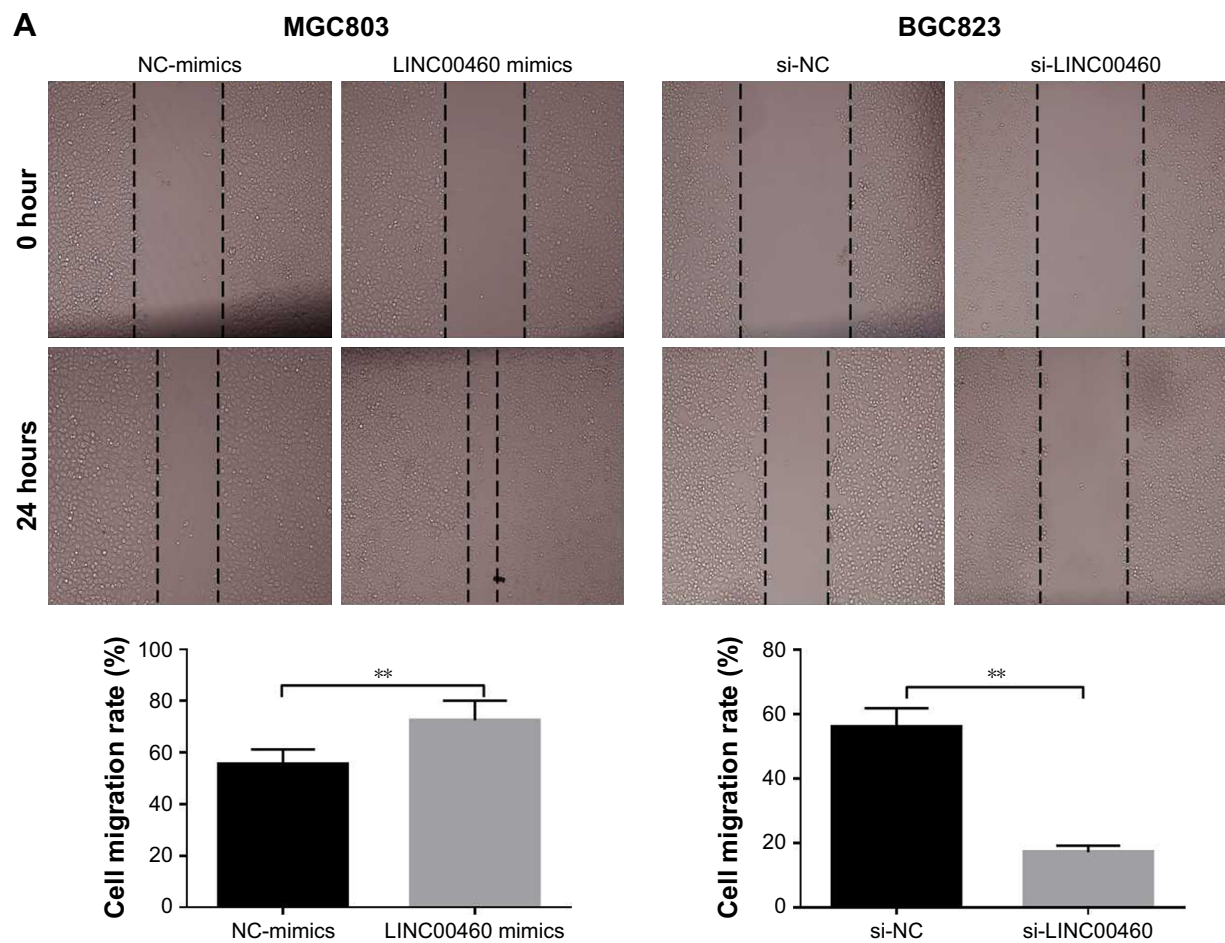 A
MGC803
BGC823
NC-mimics
LINC00460 mimics
si-NC
si-LINC00460
0 hour
24 hours
Cell migration rate (%)
100
80
60
40
20
0
**
NC-mimics
LINC00460 mimics
Cell migration rate (%)
80
60
40
20
0
**
si-NC
si-LINC00460